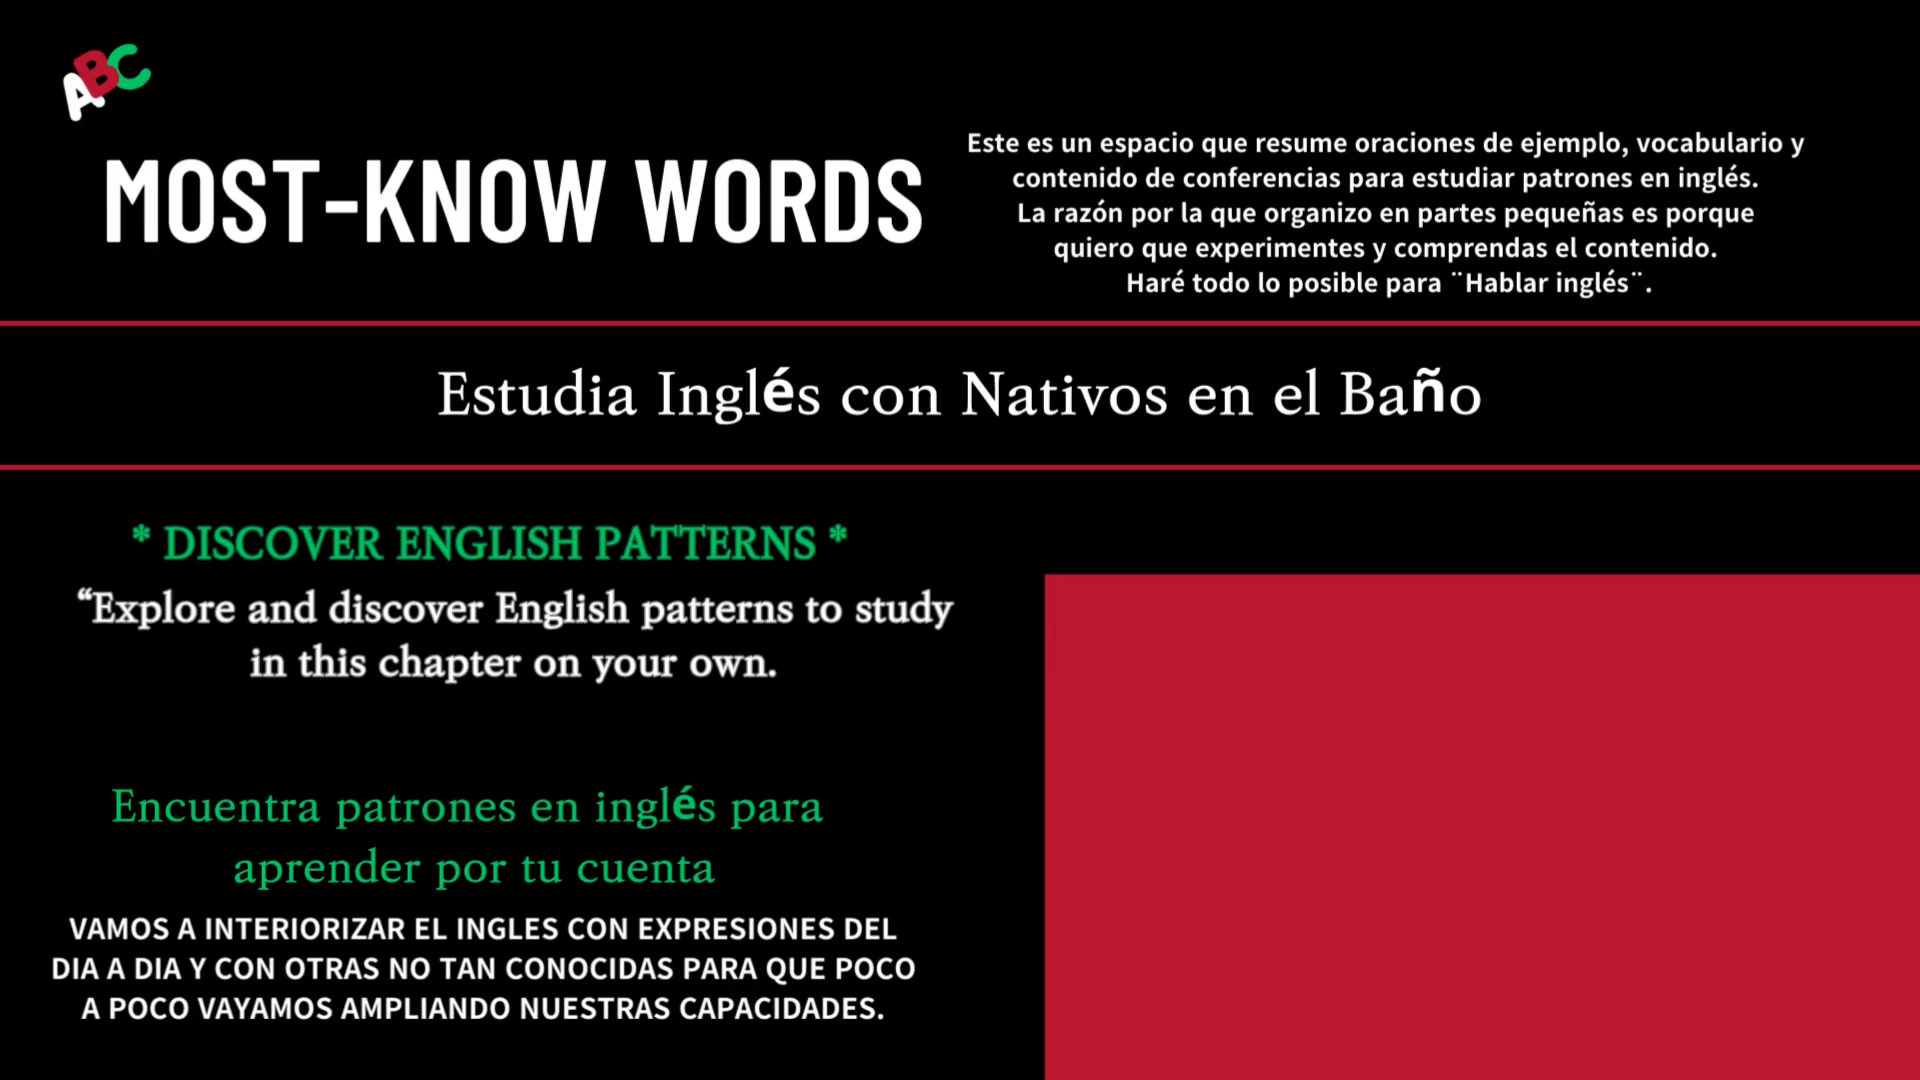 ABC
MOST-KNOW WORDS
Este es un espacio que resume oraciones de ejemplo, vocabulario y
contenido de conferencias para estudiar patrones en inglés.
La razón por la que organizo en partes pequeñas es porque
quiero que experimentes y comprendas el contenido.
Haré todo lo posible para ¨Hablar inglés¨.
Estudia Inglés con Nativos en el Baño
* DISCOVER ENGLISH PATTERNS *
“Explore and discover English patterns to study
in this chapter on your own.
Encuentra patrones en inglés para
aprender por tu cuenta
VAMOS A INTERIORIZAR EL INGLES CON EXPRESIONES DEL
DIA A DIA Y CON OTRAS NO TAN CONOCIDAS PARA QUE POCO
A POCO VAYAMOS AMPLIANDO NUESTRAS CAPACIDADES.